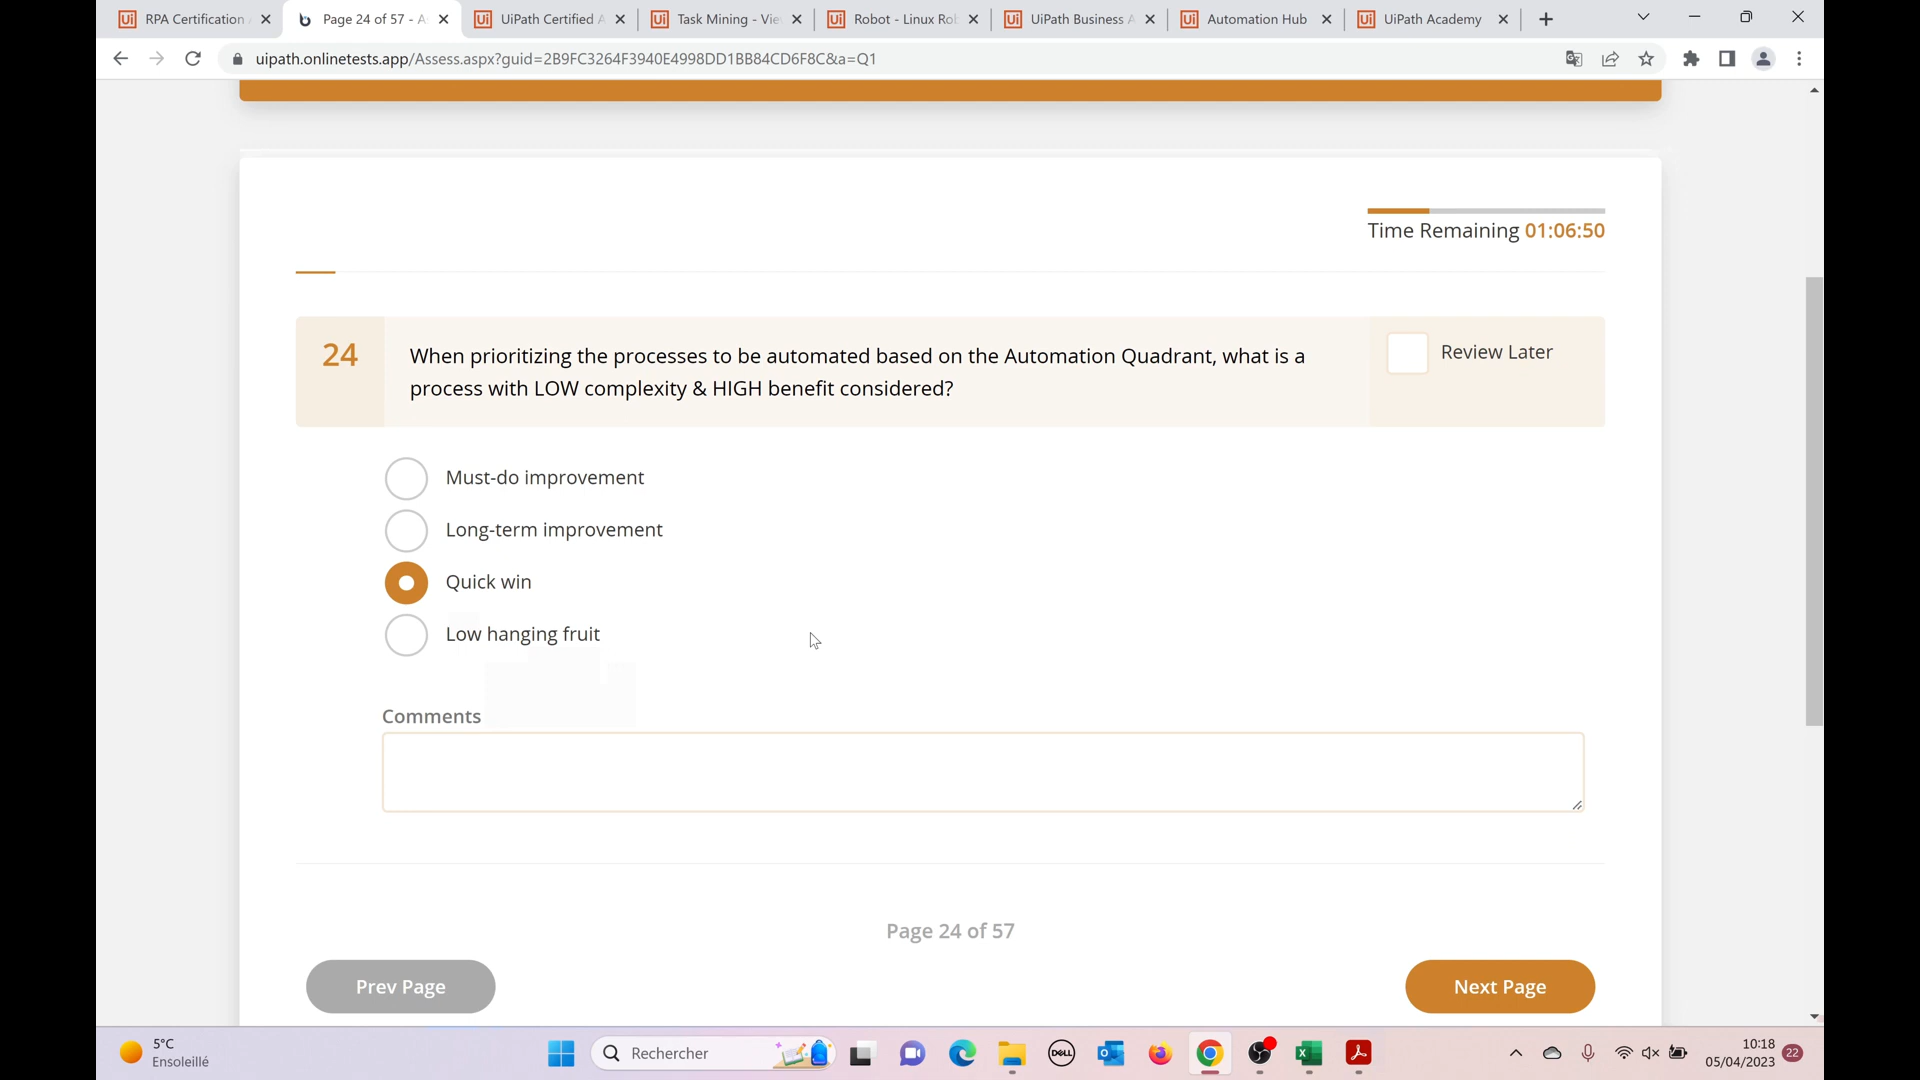 RPA Certification
Page 24 of 57 - A
UiPath Certified A
Task Mining - Vie
Robot - Linux Ro
UiPath Business A
Automation Hub
UiPath Academy
uipath.onlinetests.app/Assess.aspx?guid=2B9FC3264F3940E4998DD1BB84CD6F8C&a=Q1
Time Remaining 01:06:50
24
When prioritizing the processes to be automated based on the Automation Quadrant, what is a
process with LOW complexity & HIGH benefit considered?
Review Later
Must-do improvement
Long-term improvement
Quick win
Low hanging fruit
Comments
Page 24 of 57
Prev Page
Next Page
5°C
Ensoleillé
Rechercher
DELL
10:18
05/04/2023
22